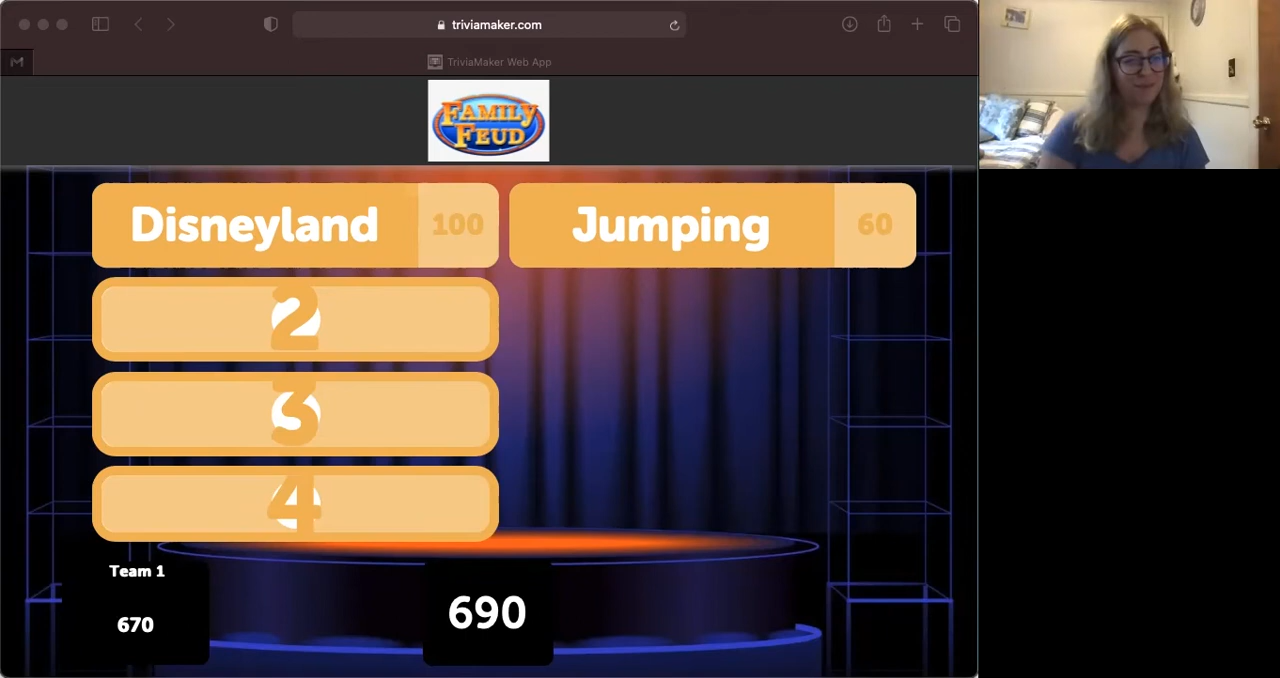 triviamaker.com
TriviaMaker Web App
FAMILY
FEUD
Disneyland 100
Jumping 60
2
3
4
Team 1
670
690